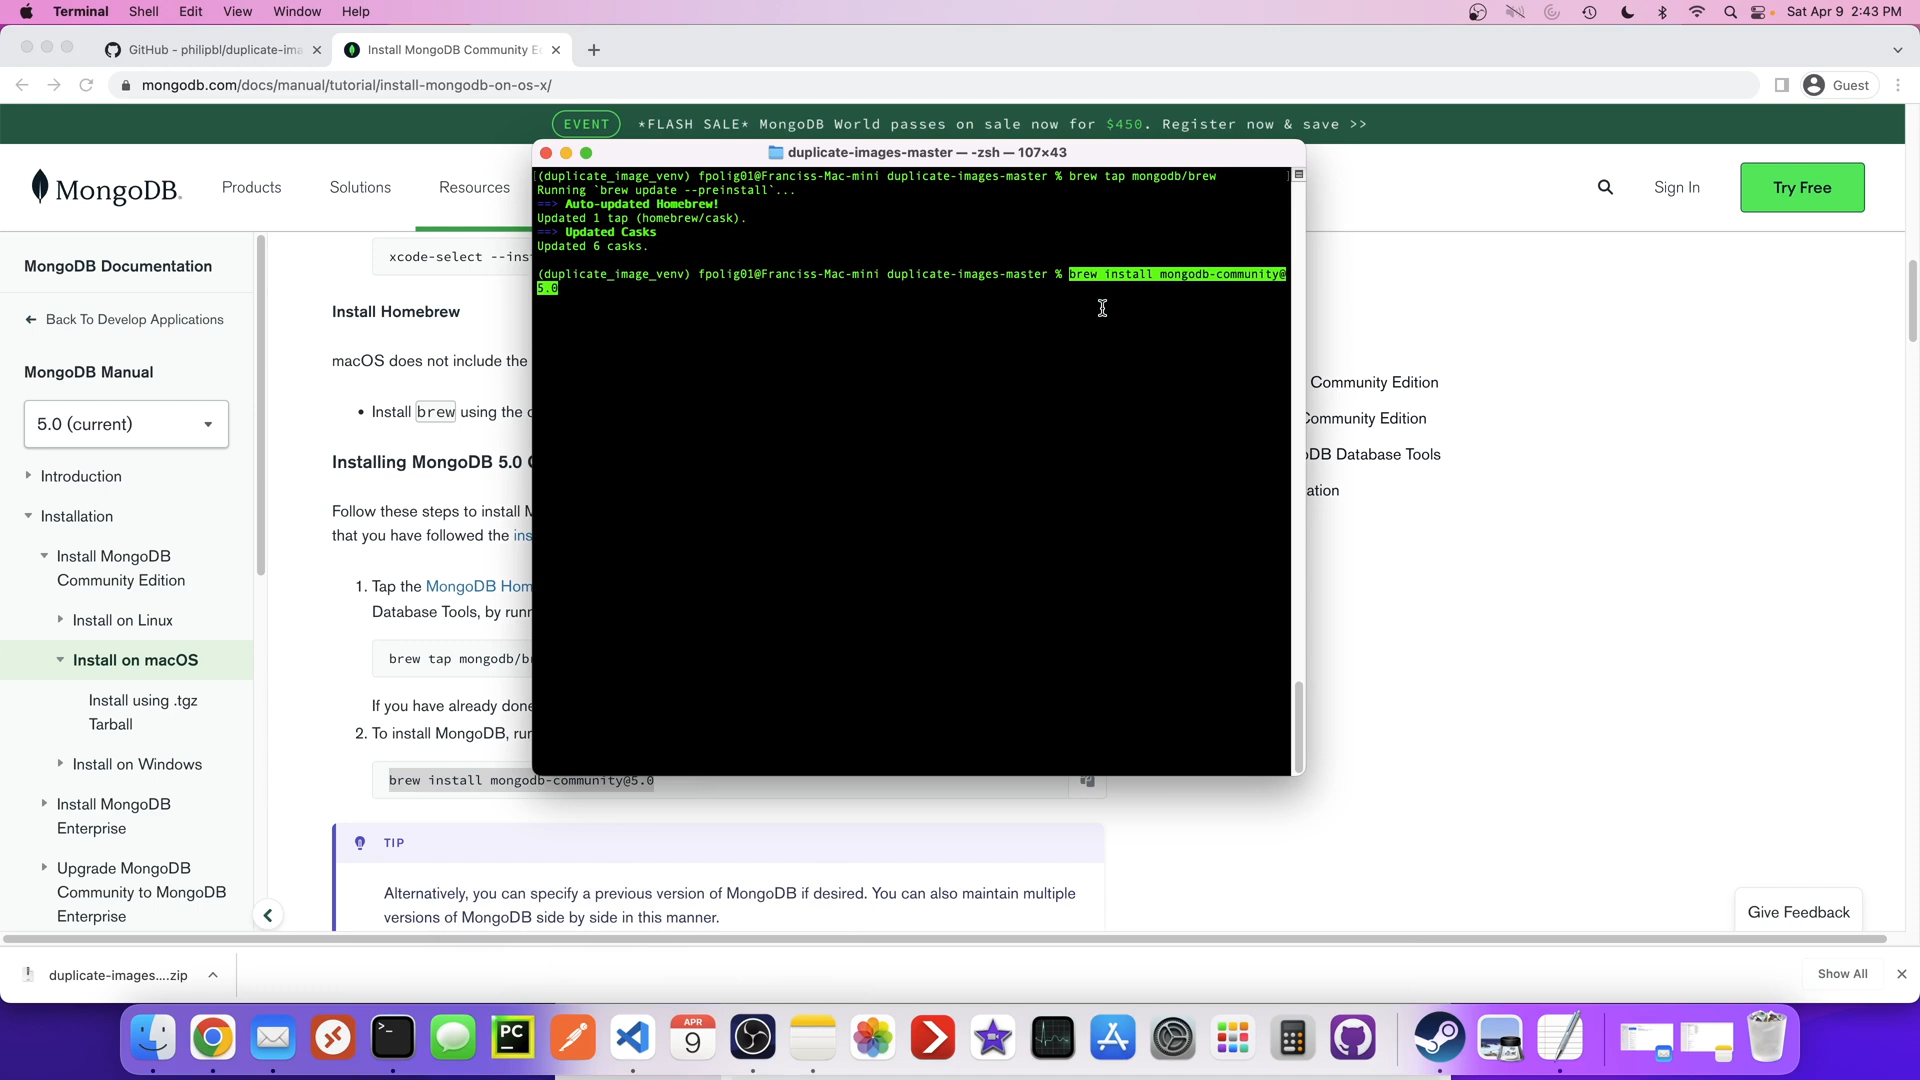 Terminal Shell Edit View Window Help
Sat Apr 9 2:43 PM
GitHub - philipbl/duplicate-ima
Install MongoDB Community E
mongodb.com/docs/manual/tutorial/install-mongodb-on-os-x/
Guest
EVENT *FLASH SALE* MongoDB World passes on sale now for $450. Register now & save >>
MongoDB.
Products Solutions Resources
Sign In
Try Free
duplicate-images-master — -zsh — 107×43
(duplicate_image_venv) fpolig01@Franciss-Mac-mini duplicate-images-master % brew tap mongodb/brew
Running `brew update --preinstall`...
==> Auto-updated Homebrew!
Updated 1 tap (homebrew/cask).
==> Updated Casks
Updated 6 casks.
(duplicate_image_venv) fpolig01@Franciss-Mac-mini duplicate-images-master % brew install mongodb-community@
5.0
MongoDB Documentation
Back To Develop Applications
MongoDB Manual
5.0 (current)
Introduction
Installation
Install MongoDB
Community Edition
Install on Linux
Install on macOS
Install using .tgz
Tarball
Install on Windows
Install MongoDB
Enterprise
Upgrade MongoDB
Community to MongoDB
Enterprise
xcode-select --ins
Install Homebrew
macOS does not include the
• Install brew using the
Installing MongoDB 5.0
Follow these steps to install
that you have followed the ins
1. Tap the MongoDB Hom
Database Tools, by runn
brew tap mongodb/br
If you have already done
2. To install MongoDB, run
brew install mongodb-community@5.0
TIP
Alternatively, you can specify a previous version of MongoDB if desired. You can also maintain multiple
versions of MongoDB side by side in this manner.
Community Edition
Community Edition
DB Database Tools
ation
Give Feedback
duplicate-images....zip
Show All
APR
9
PC